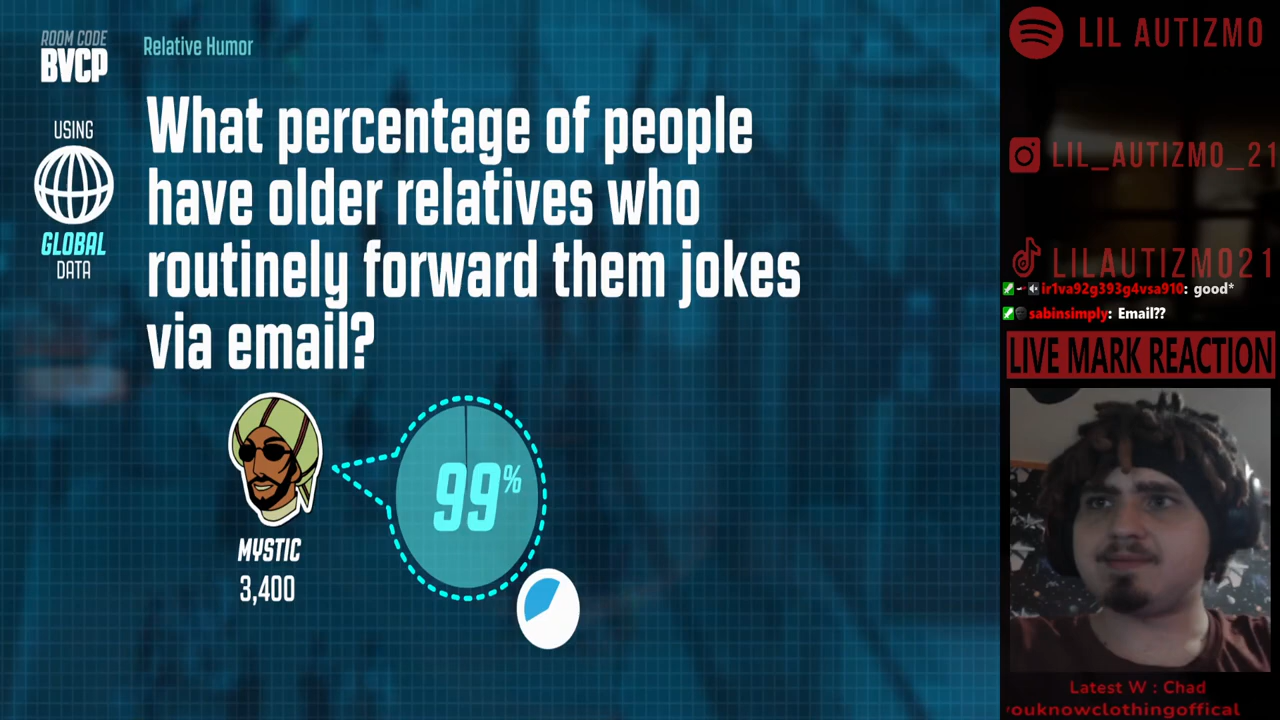 ROOM CODE
BVCP
Relative Humor
USING
GLOBAL
DATA
What percentage of people
have older relatives who
routinely forward them jokes
via email?
99%
MYSTIC
3,400
LIL AUTIZMO
LIL_AUTIZMO_21
LILAUTIZMO21
ir1va92g393g4vsa910: good*
sabinsimply: Email??
LIVE MARK REACTION
Latest W : Chad
youknowclothingoffical